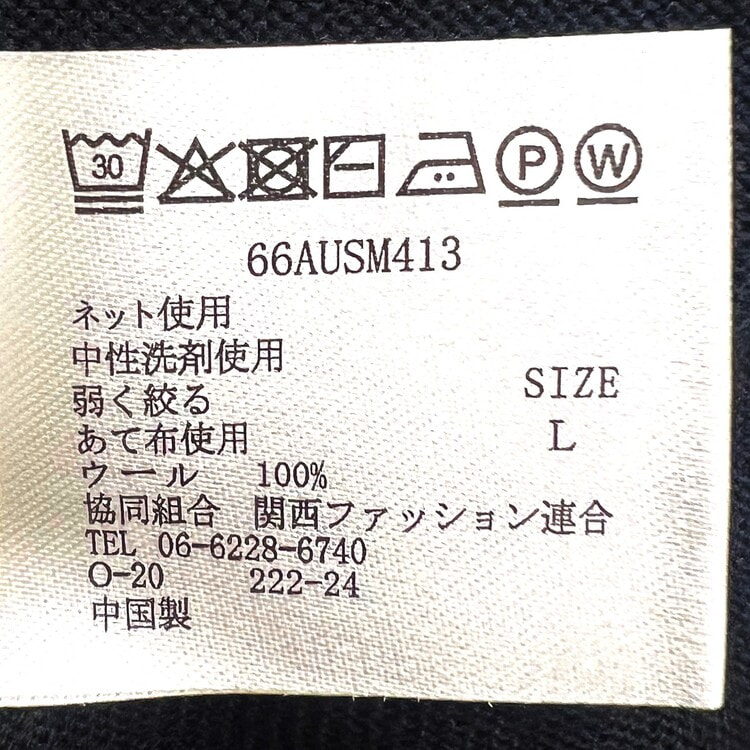 30 P W
66AUSM413
ネット使用
中性洗剤使用
弱く絞る
あて布使用
SIZE
L
ウール 100%
協同組合 関西ファッション連合
TEL 06-6228-6740
O-20 222-24
中国製